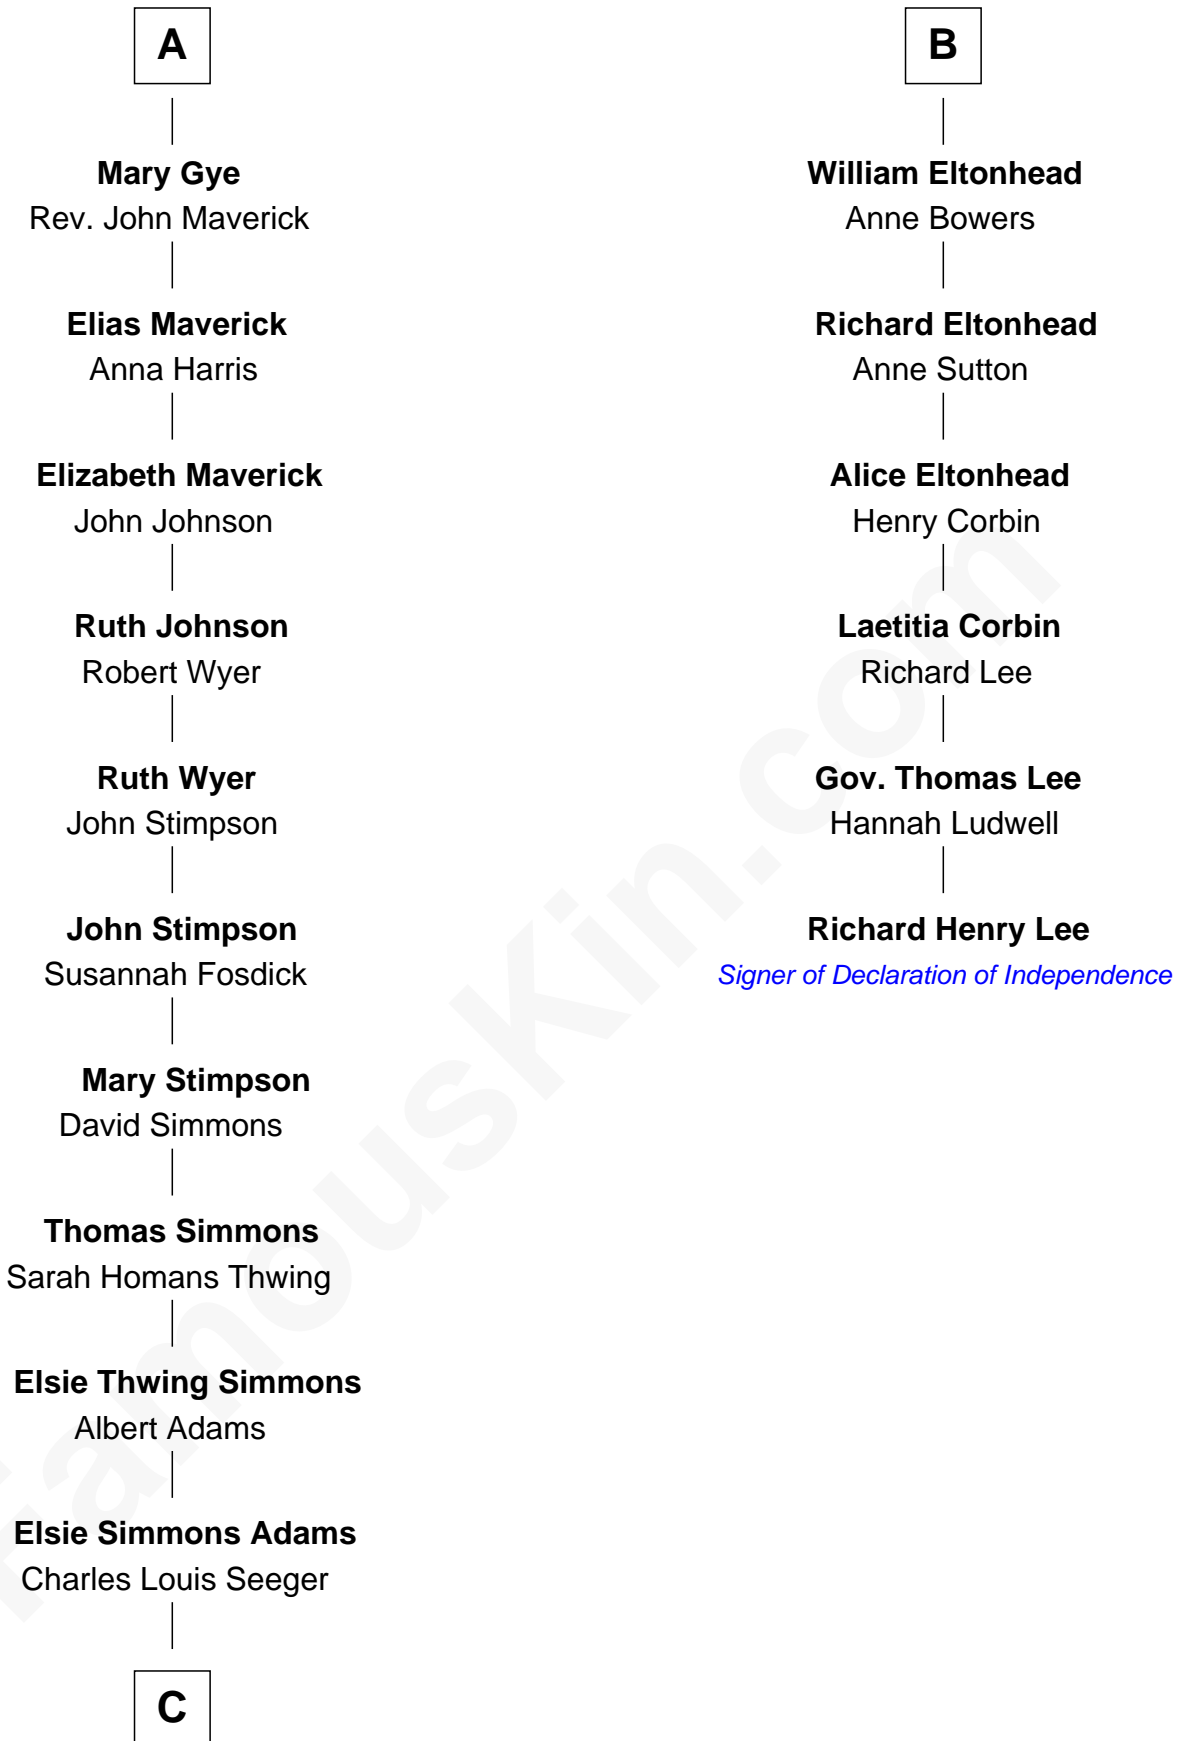 A
Mary Gye
Rev. John Maverick
Elias Maverick
Anna Harris
Elizabeth Maverick
John Johnson
Ruth Johnson
Robert Wyer
Ruth Wyer
John Stimpson
John Stimpson
Susannah Fosdick
Mary Stimpson
David Simmons
Thomas Simmons
Sarah Homans Thwing
Elsie Thwing Simmons
Albert Adams
Elsie Simmons Adams
Charles Louis Seeger
C
B
William Eltonhead
Anne Bowers
Richard Eltonhead
Anne Sutton
Alice Eltonhead
Henry Corbin
Laetitia Corbin
Richard Lee
Gov. Thomas Lee
Hannah Ludwell
Richard Henry Lee
Signer of Declaration of Independence
FamousKin.com